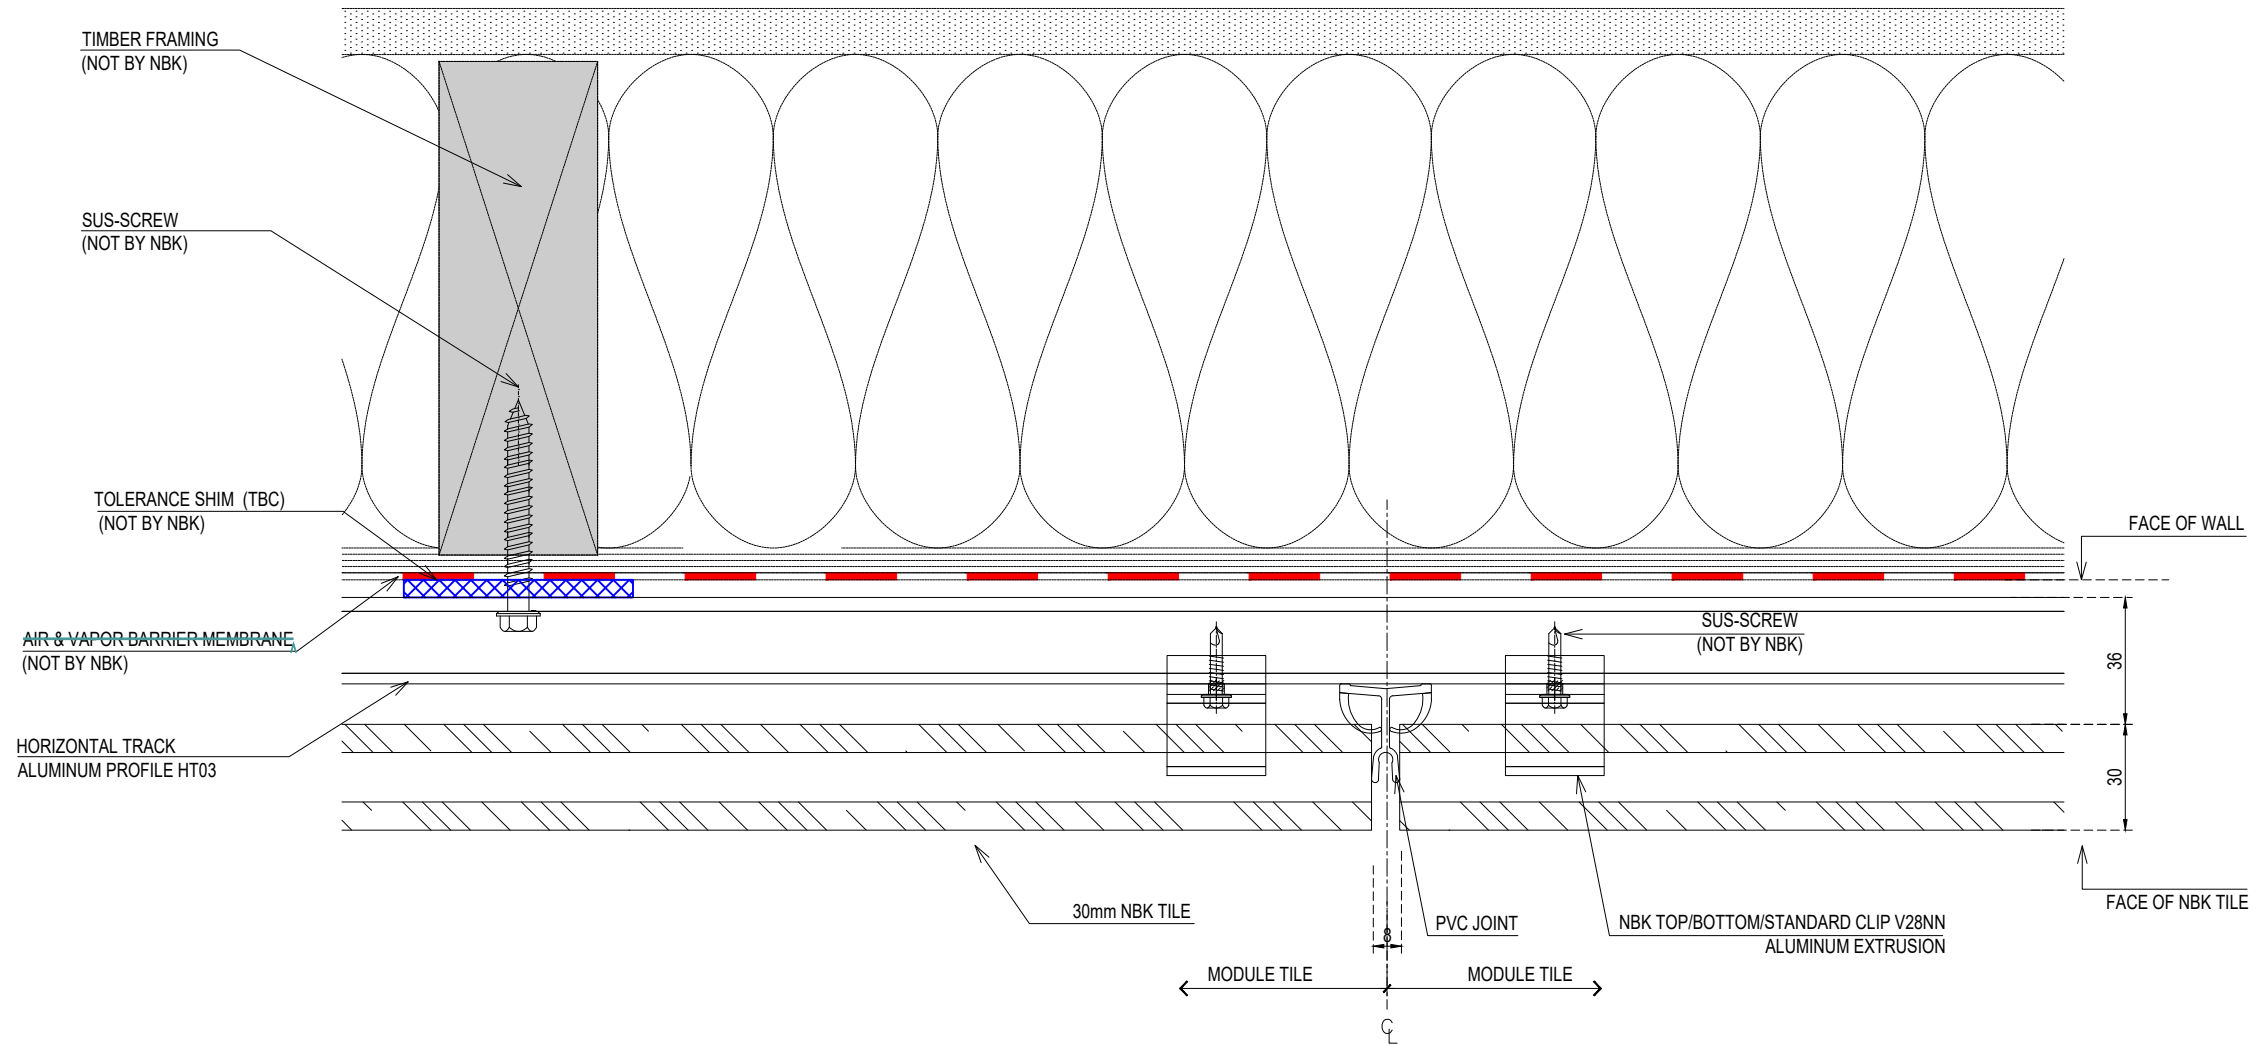 TIMBER FRAMING
(NOT BY NBK)
SUS-SCREW
(NOT BY NBK)
TOLERANCE SHIM (TBC)
(NOT BY NBK)
FACE OF WALL
AIR & VAPOR BARRIER MEMBRANE
(NOT BY NBK)
SUS-SCREW
(NOT BY NBK)
36
HORIZONTAL TRACK
ALUMINUM PROFILE HT03
30
30mm NBK TILE
PVC JOINT
NBK TOP/BOTTOM/STANDARD CLIP V28NN
ALUMINUM EXTRUSION
FACE OF NBK TILE
8
MODULE TILE
MODULE TILE
℄